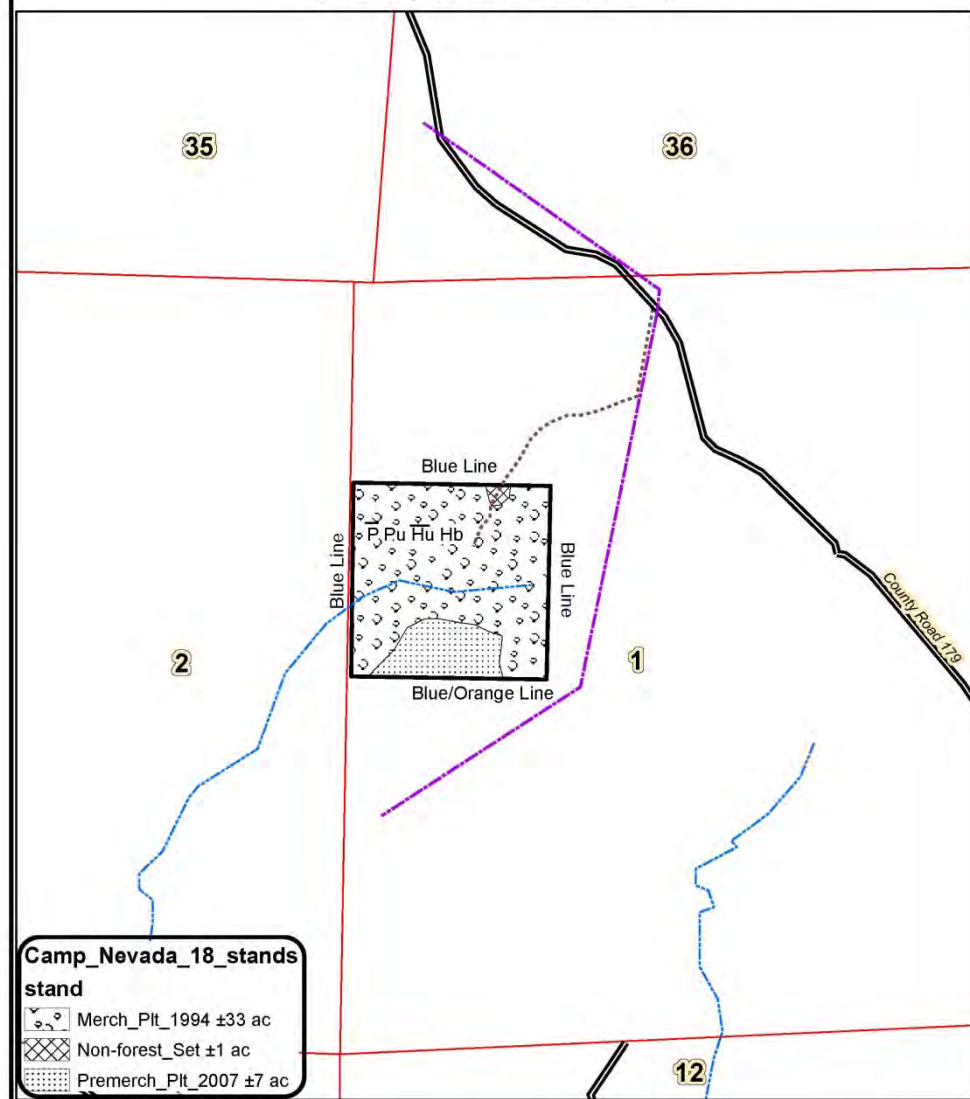 35
36
Blue Line
P Pu Hu Hb
Blue Line
Blue Line
County Road 179
2
1
Blue/Orange Line
Camp_Nevada_18_stands
stand
Merch_Plt_1994 ±33 ac
Non-forest_Set ±1 ac
Premerch_Plt_2007 ±7 ac
12